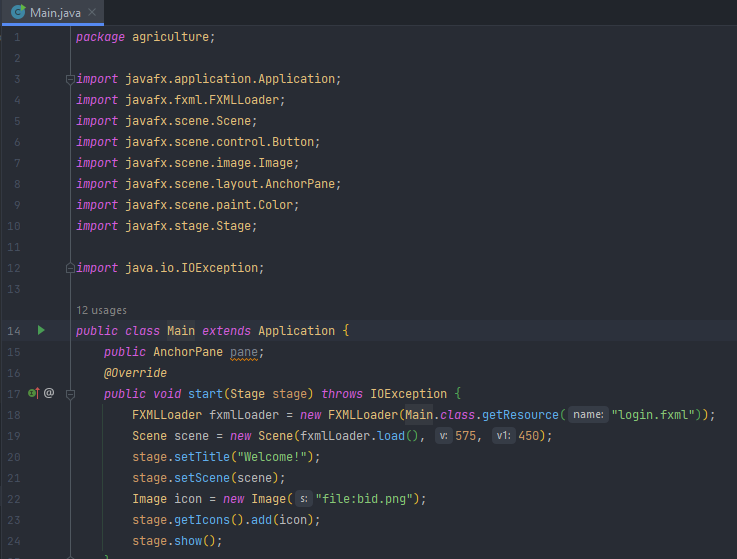 Main.java
1 package agriculture;
2
3 import javafx.application.Application;
4 import javafx.fxml.FXMLLoader;
5 import javafx.scene.Scene;
6 import javafx.scene.control.Button;
7 import javafx.scene.image.Image;
8 import javafx.scene.layout.AnchorPane;
9 import javafx.scene.paint.Color;
10 import javafx.stage.Stage;
11
12 import java.io.IOException;
13
12 usages
14 public class Main extends Application {
15 public AnchorPane pane;
16 @Override
17 @ public void start(Stage stage) throws IOException {
18 FXMLLoader fxmlLoader = new FXMLLoader(Main.class.getResource( name: "login.fxml"));
19 Scene scene = new Scene(fxmlLoader.load(), v: 575, v1: 450);
20 stage.setTitle("Welcome!");
21 stage.setScene(scene);
22 Image icon = new Image( s: "file:bid.png");
23 stage.getIcons().add(icon);
24 stage.show();